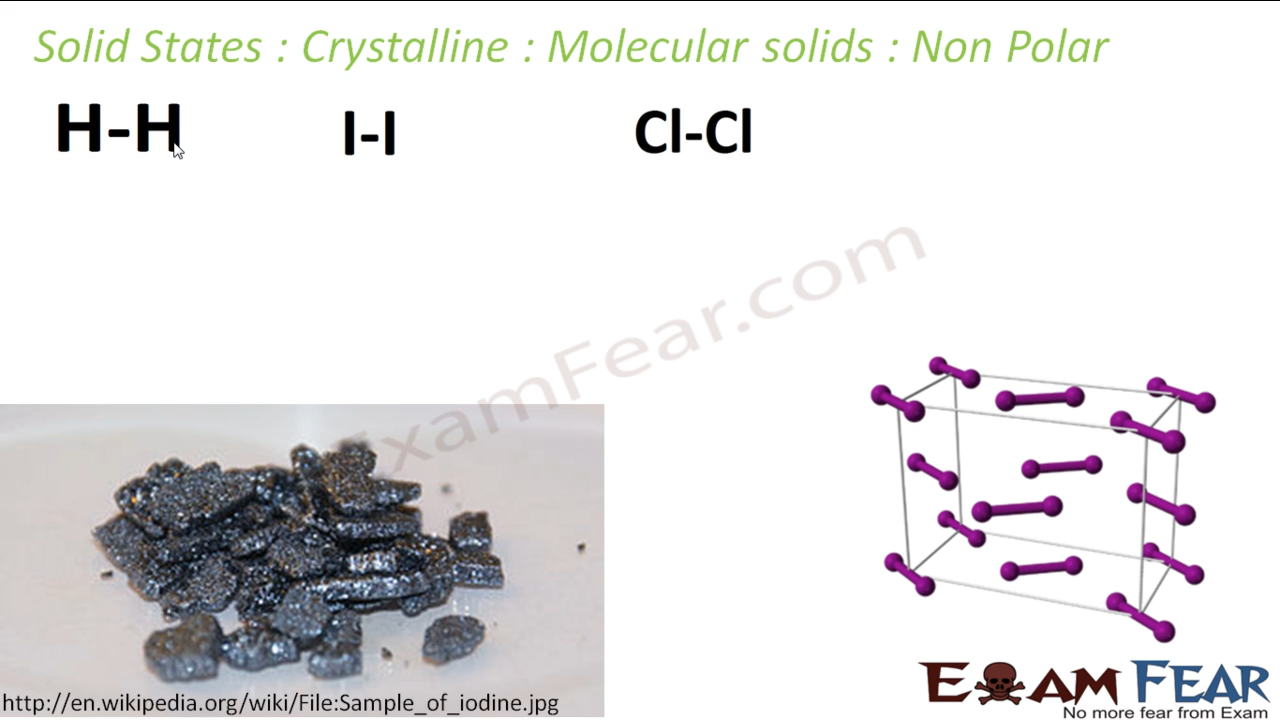 Solid States : Crystalline : Molecular solids : Non Polar
H-H I-I Cl-Cl
ExamFear.com
http://en.wikipedia.org/wiki/File:Sample_of_iodine.jpg
EXAM FEAR
No more fear from Exam